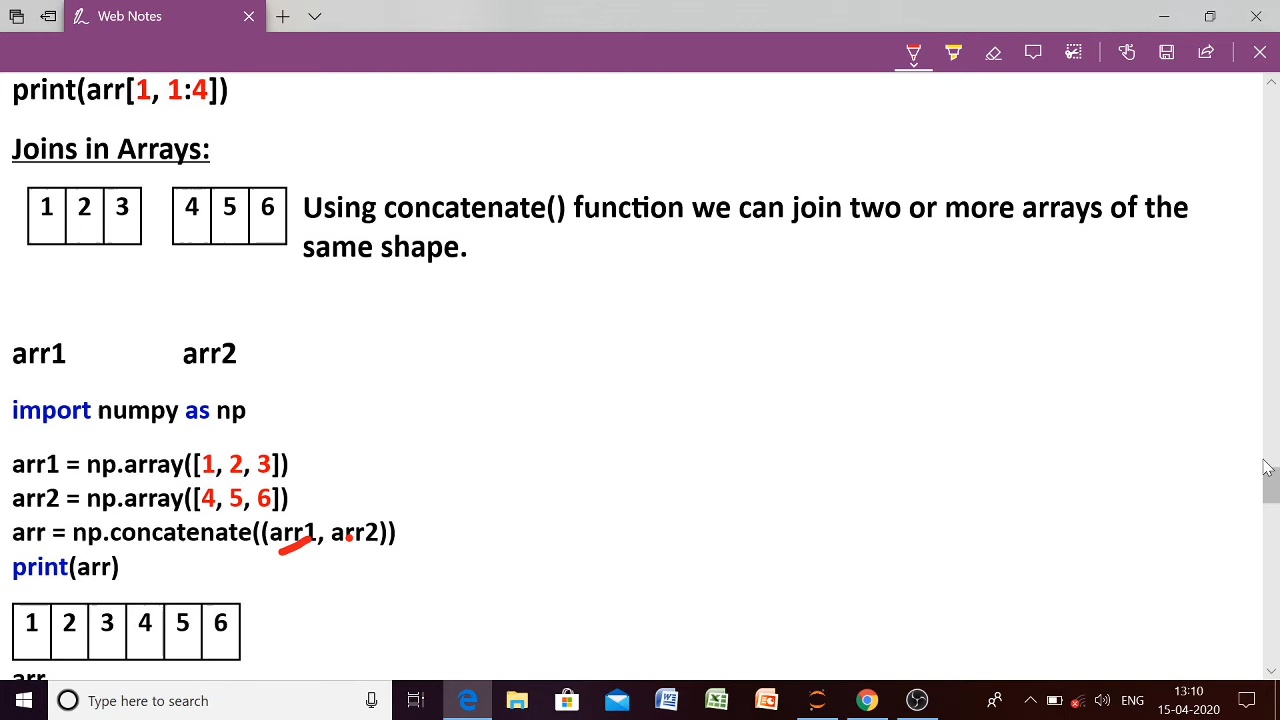 Web Notes
print(arr[1, 1:4])
Joins in Arrays:
1 2 3 4 5 6 Using concatenate() function we can join two or more arrays of the
same shape.
arr1 arr2
import numpy as np
arr1 = np.array([1, 2, 3])
arr2 = np.array([4, 5, 6])
arr = np.concatenate((arr1, arr2))
print(arr)
1 2 3 4 5 6
arr
Type here to search
ENG
13:10
15-04-2020